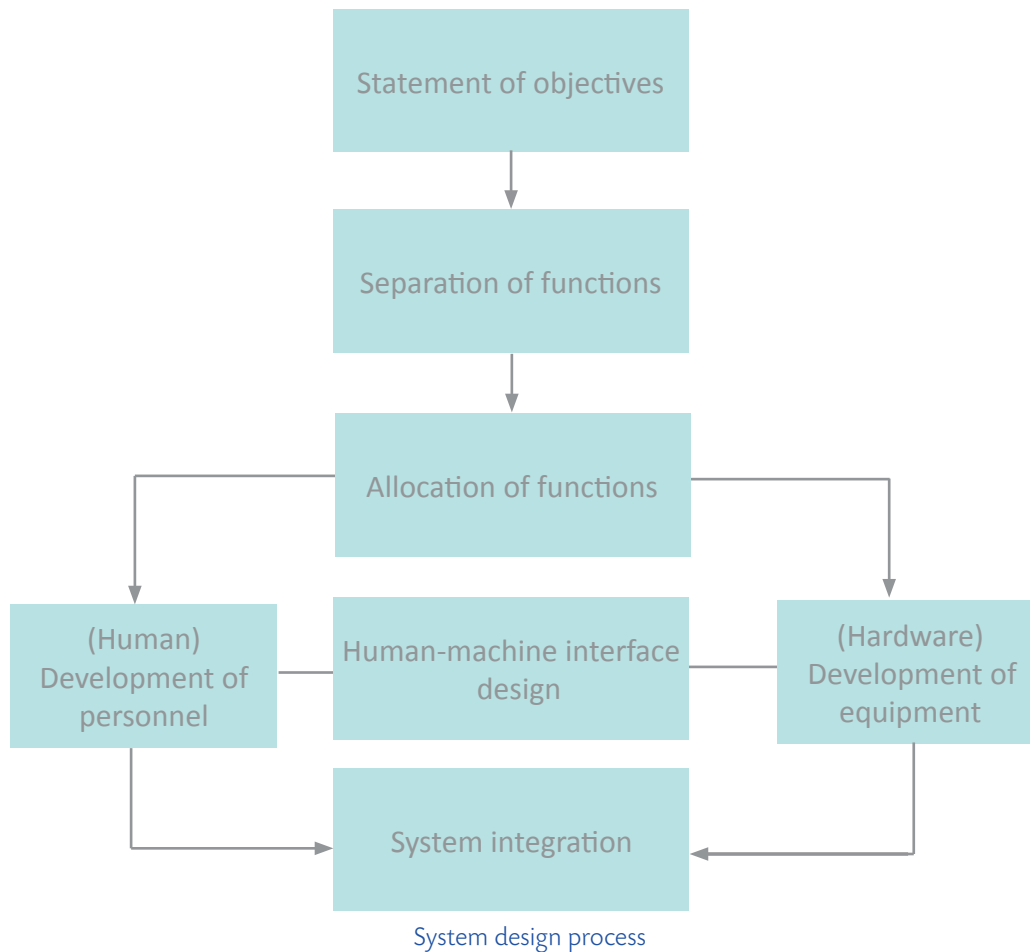 Statement of objectives
Separation of functions
Allocation of functions
(Human)
Development of
personnel
Human-machine interface
design
(Hardware)
Development of
equipment
System integration
System design process